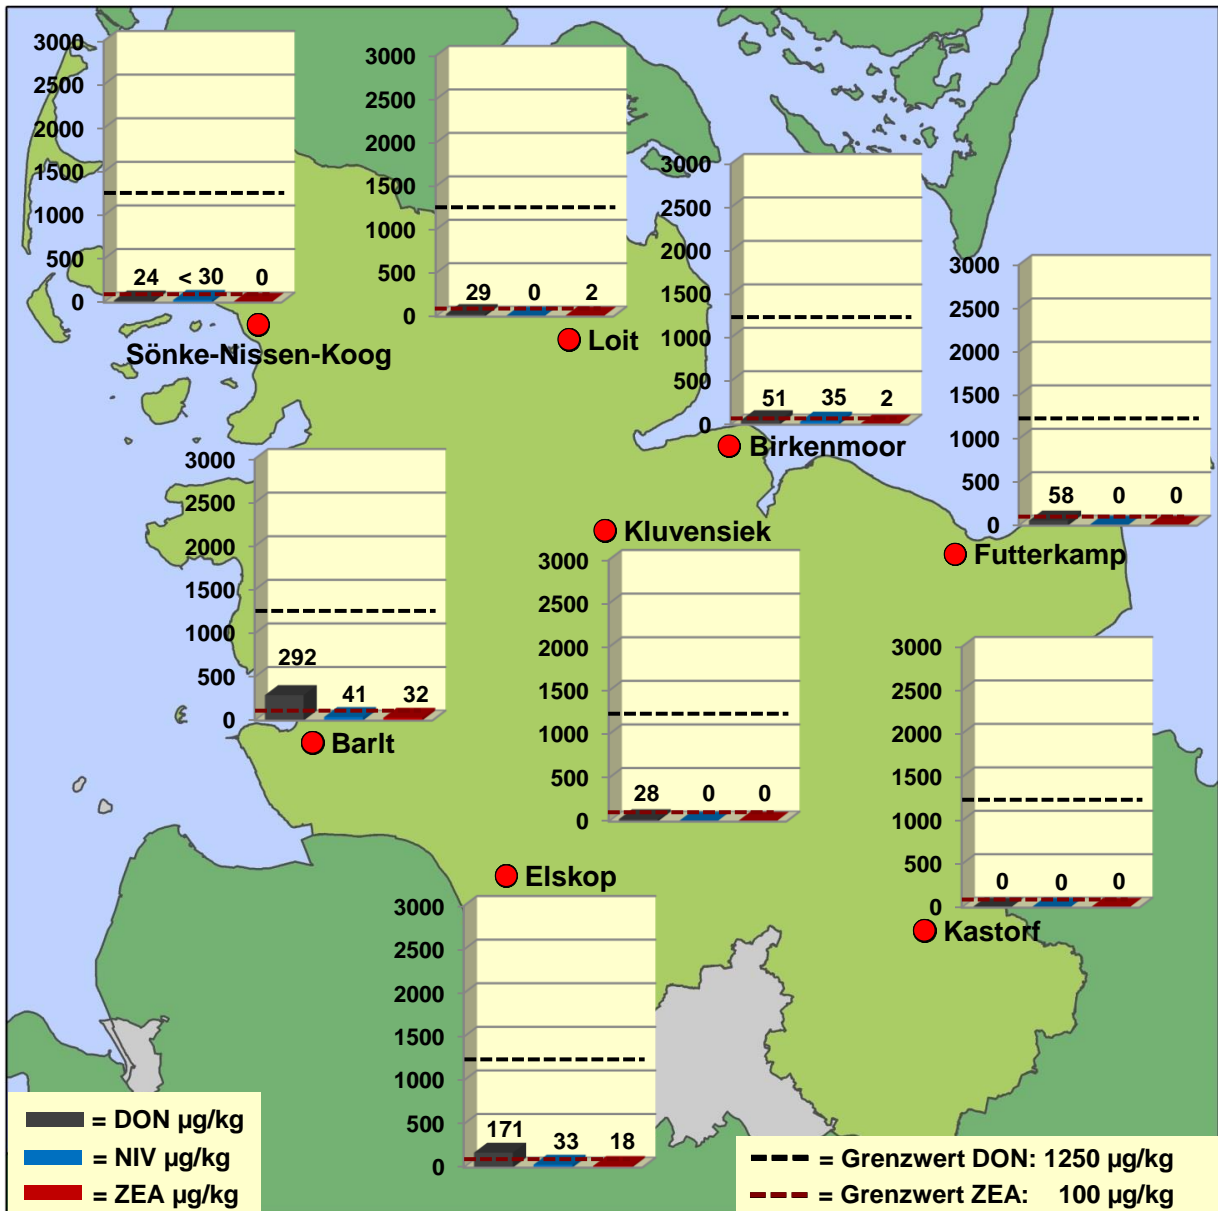 3000
2500
2000
1500
1000
500
0
24 < 30 0
Sönke-Nissen-Koog
3000
2500
2000
1500
1000
500
0
29 0 2
Loit
3000
2500
2000
1500
1000
500
0
51 35 2
Birkenmoor
3000
2500
2000
1500
1000
500
0
58 0 0
Futterkamp
3000
2500
2000
1500
1000
500
0
292 41 32
Barlt
Kluvensiek
3000
2500
2000
1500
1000
500
0
28 0 0
3000
2500
2000
1500
1000
500
0
0 0 0
Kastorf
Elskop
3000
2500
2000
1500
1000
500
0
171 33 18
= DON µg/kg
= NIV µg/kg
= ZEA µg/kg
= Grenzwert DON: 1250 µg/kg
= Grenzwert ZEA: 100 µg/kg